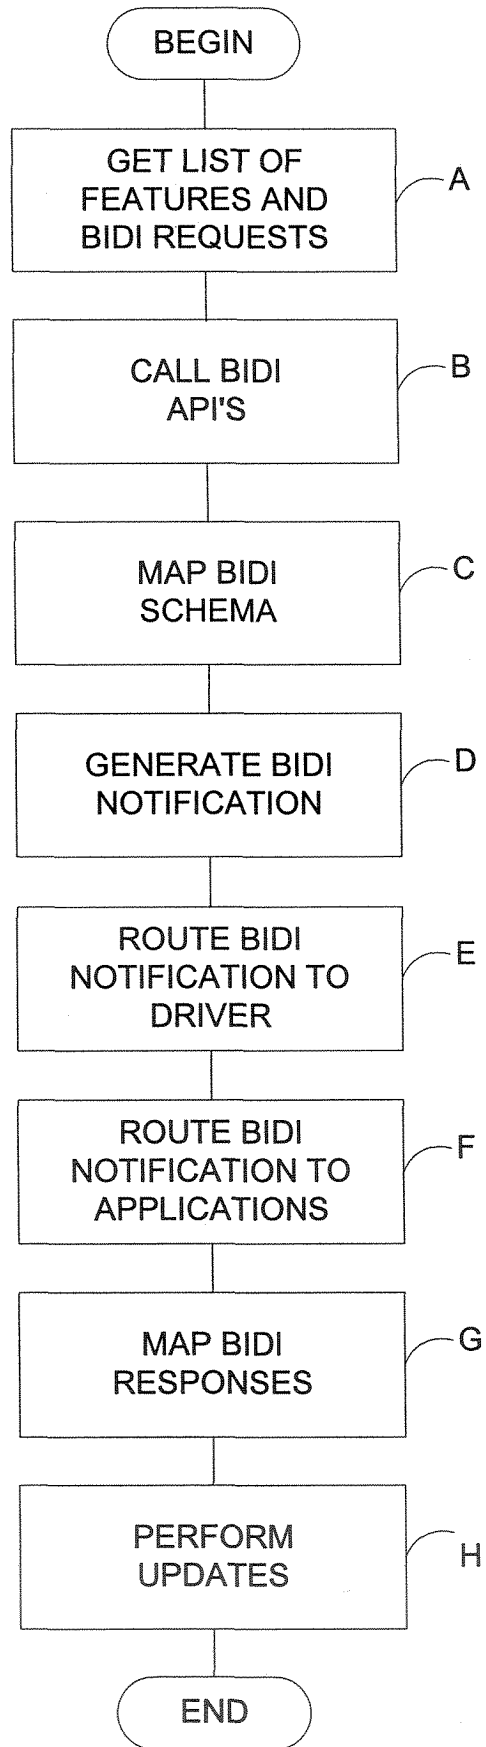 BEGIN
GET LIST OF
FEATURES AND
BIDI REQUESTS
A
CALL BIDI
API'S
B
MAP BIDI
SCHEMA
C
GENERATE BIDI
NOTIFICATION
D
ROUTE BIDI
NOTIFICATION TO
DRIVER
E
ROUTE BIDI
NOTIFICATION TO
APPLICATIONS
F
MAP BIDI
RESPONSES
G
PERFORM
UPDATES
H
END